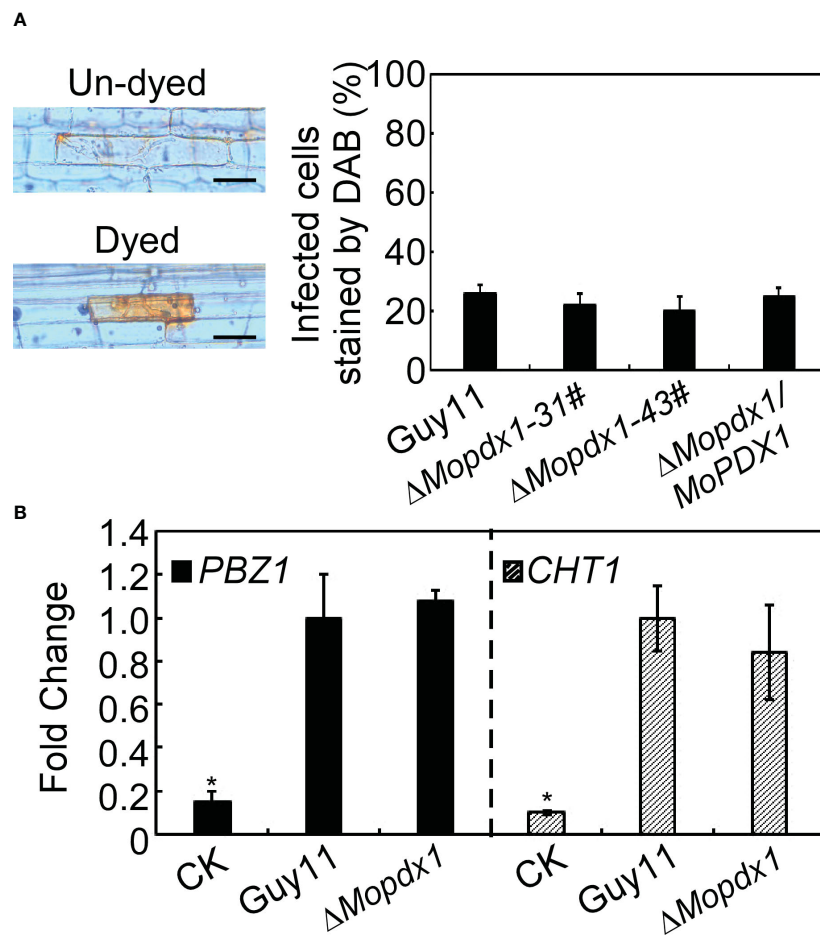 A
Un-dyed
Dyed
Infected cells
stained by DAB (%)
100
80
60
40
20
0
Guy11
ΔMopdx1-31#
ΔMopdx1-43#
ΔMopdx1/
MoPDX1
B
Fold Change
1.4
1.2
1.0
0.8
0.6
0.4
0.2
0
PBZ1
CHT1
*
*
CK
Guy11
ΔMopdx1
CK
Guy11
ΔMopdx1